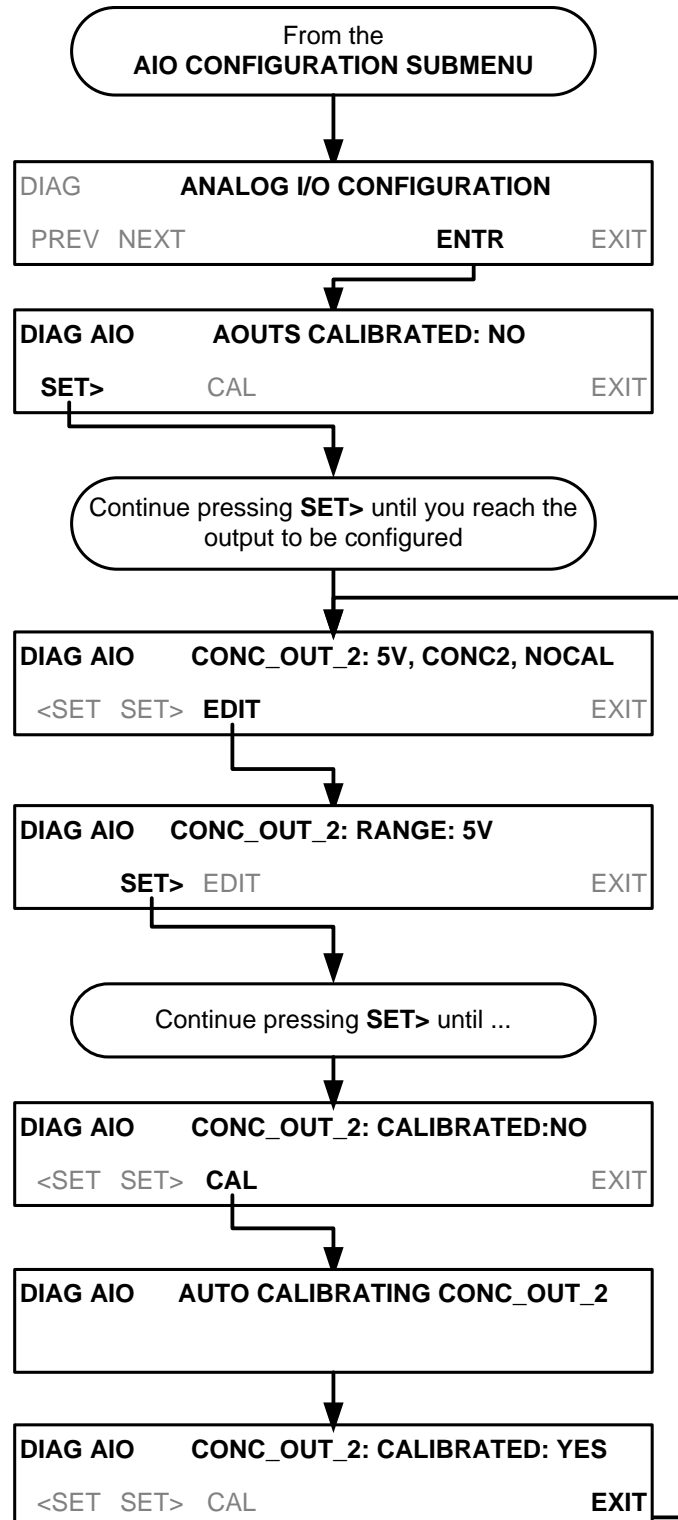 From the
AIO CONFIGURATION SUBMENU
DIAG ANALOG I/O CONFIGURATION
PREV NEXT ENTR EXIT
DIAG AIO AOUTS CALIBRATED: NO
SET> CAL EXIT
Continue pressing SET> until you reach the
output to be configured
DIAG AIO CONC_OUT_2: 5V, CONC2, NOCAL
<SET SET> EDIT EXIT
DIAG AIO CONC_OUT_2: RANGE: 5V
SET> EDIT EXIT
Continue pressing SET> until ...
DIAG AIO CONC_OUT_2: CALIBRATED:NO
<SET SET> CAL EXIT
DIAG AIO AUTO CALIBRATING CONC_OUT_2
DIAG AIO CONC_OUT_2: CALIBRATED: YES
<SET SET> CAL EXIT